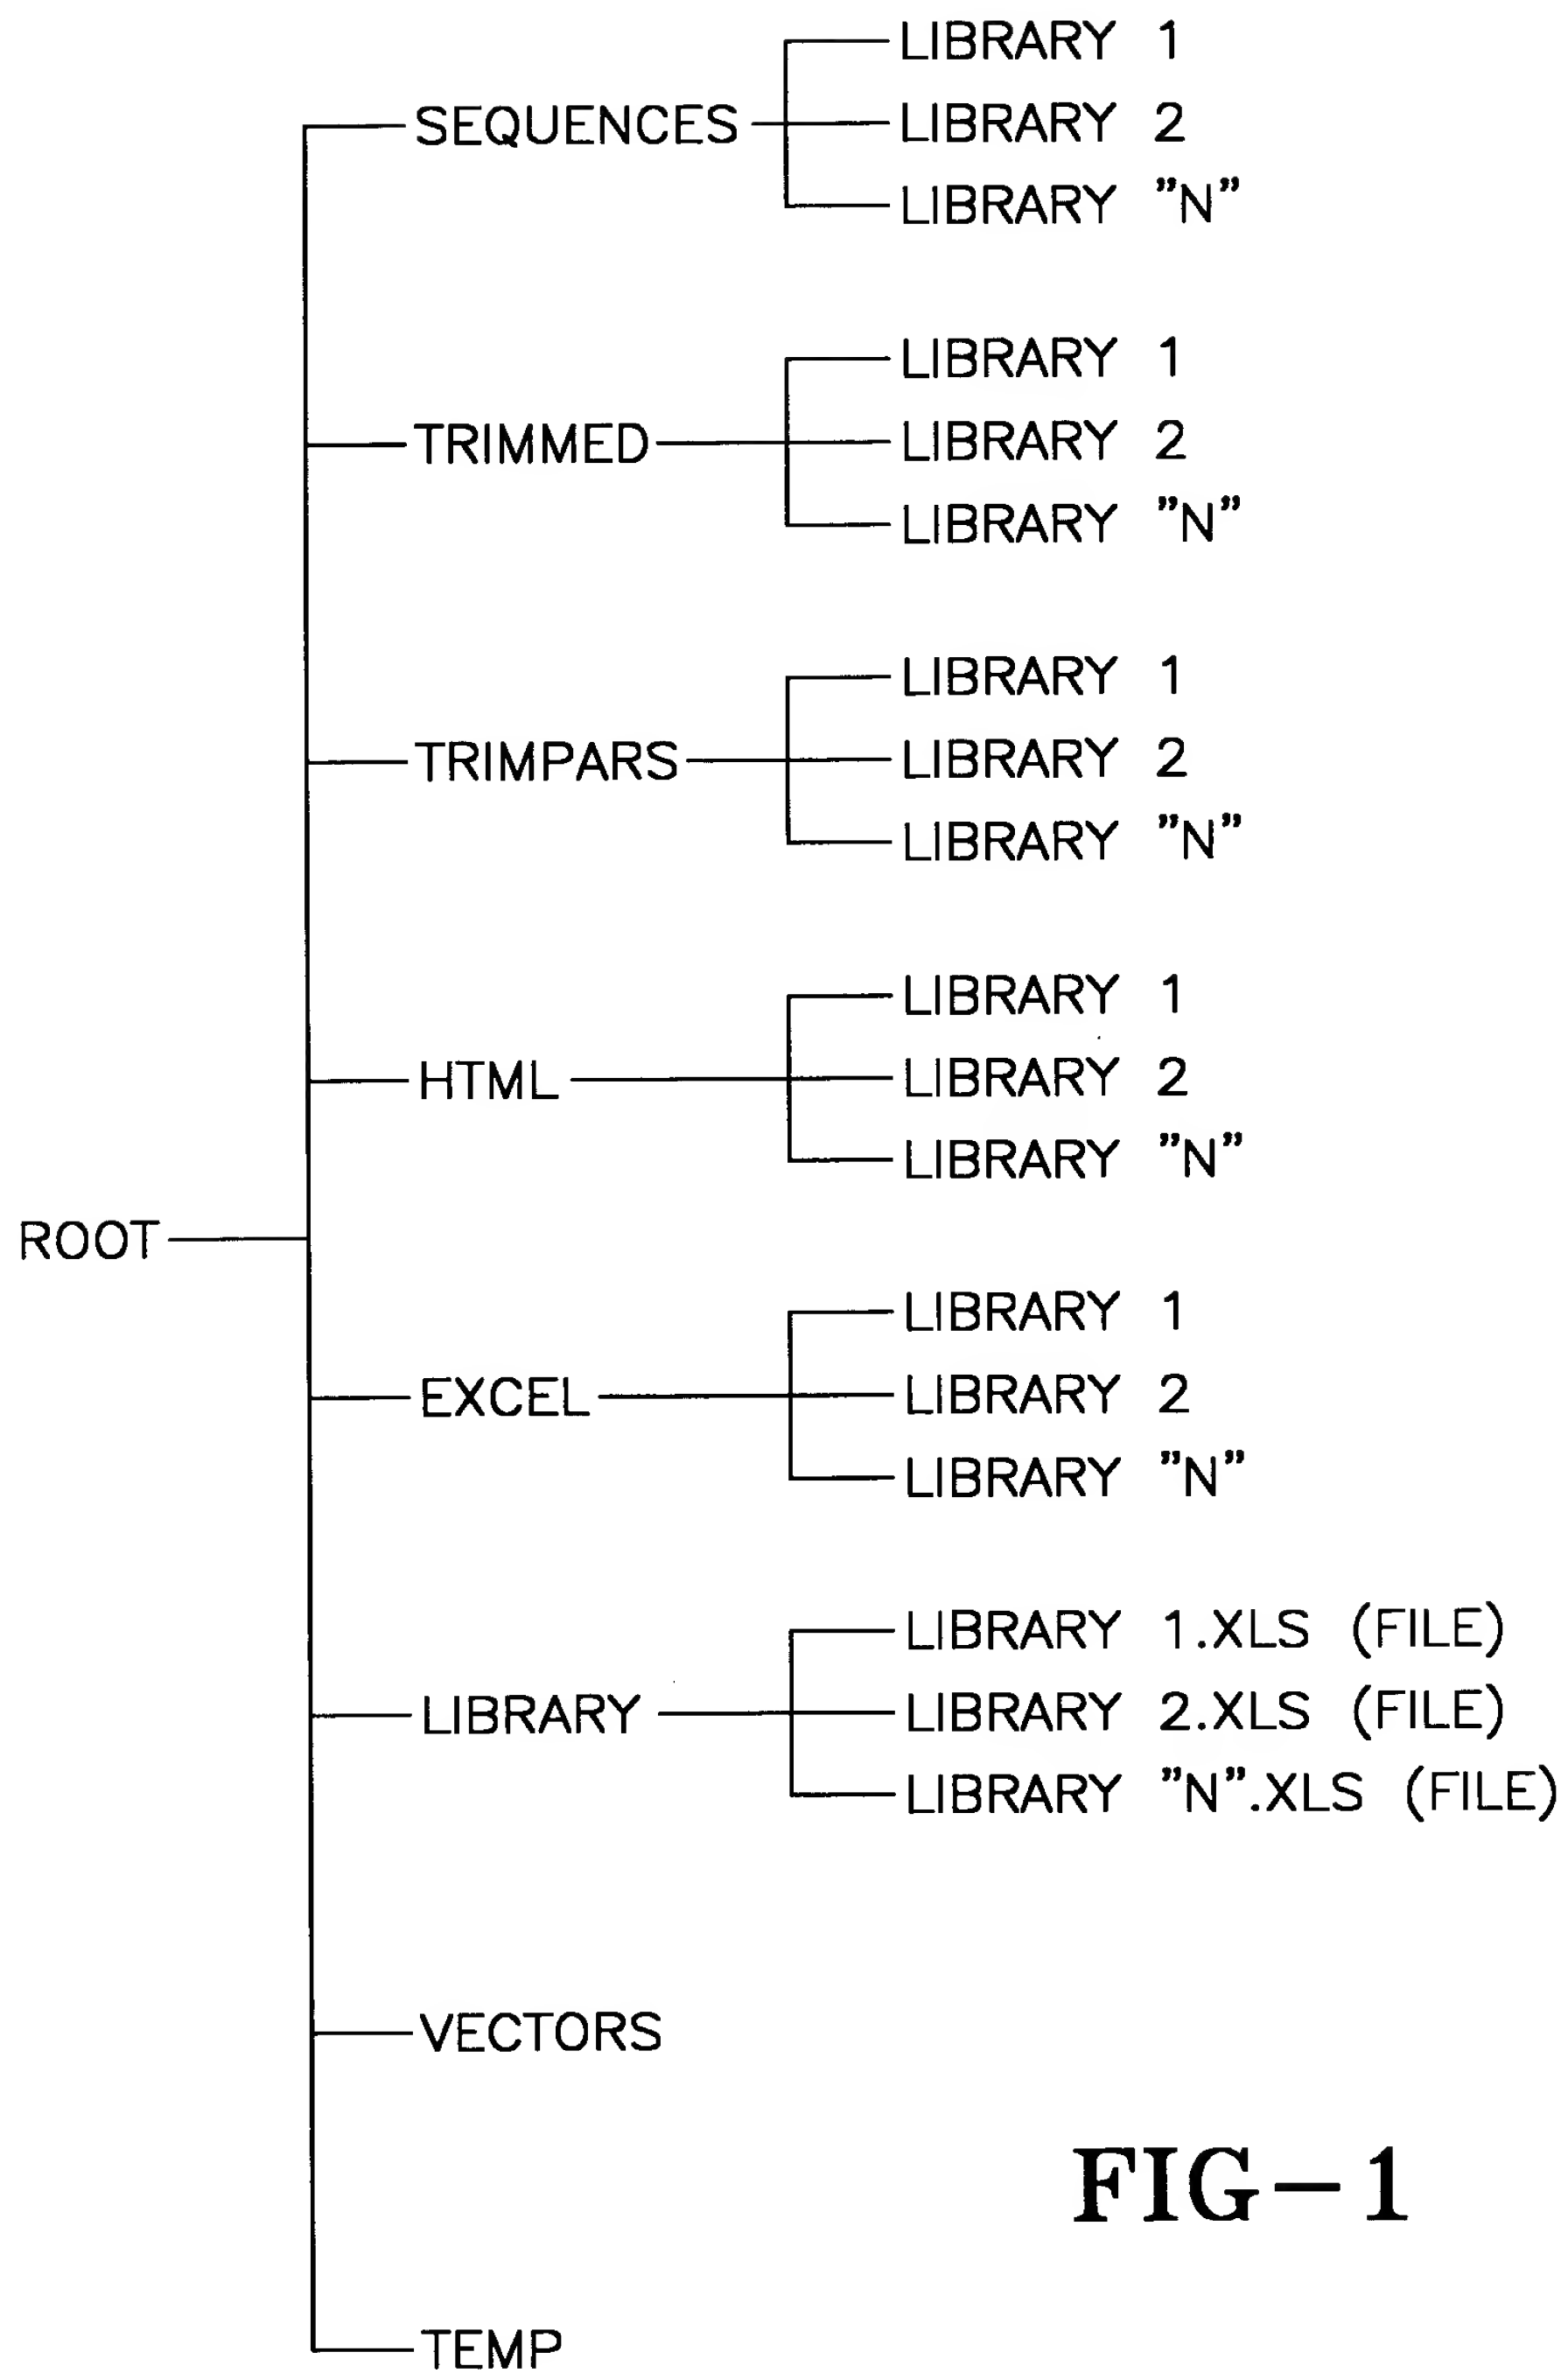 LIBRARY 1
SEQUENCES
LIBRARY 2
LIBRARY "N"
LIBRARY 1
TRIMMED
LIBRARY 2
LIBRARY "N"
LIBRARY 1
TRIMPARS
LIBRARY 2
LIBRARY "N"
LIBRARY 1
HTML
LIBRARY 2
LIBRARY "N"
ROOT
LIBRARY 1
EXCEL
LIBRARY 2
LIBRARY "N"
LIBRARY 1.XLS (FILE)
LIBRARY
LIBRARY 2.XLS (FILE)
LIBRARY "N".XLS (FILE)
VECTORS
FIG-1
TEMP